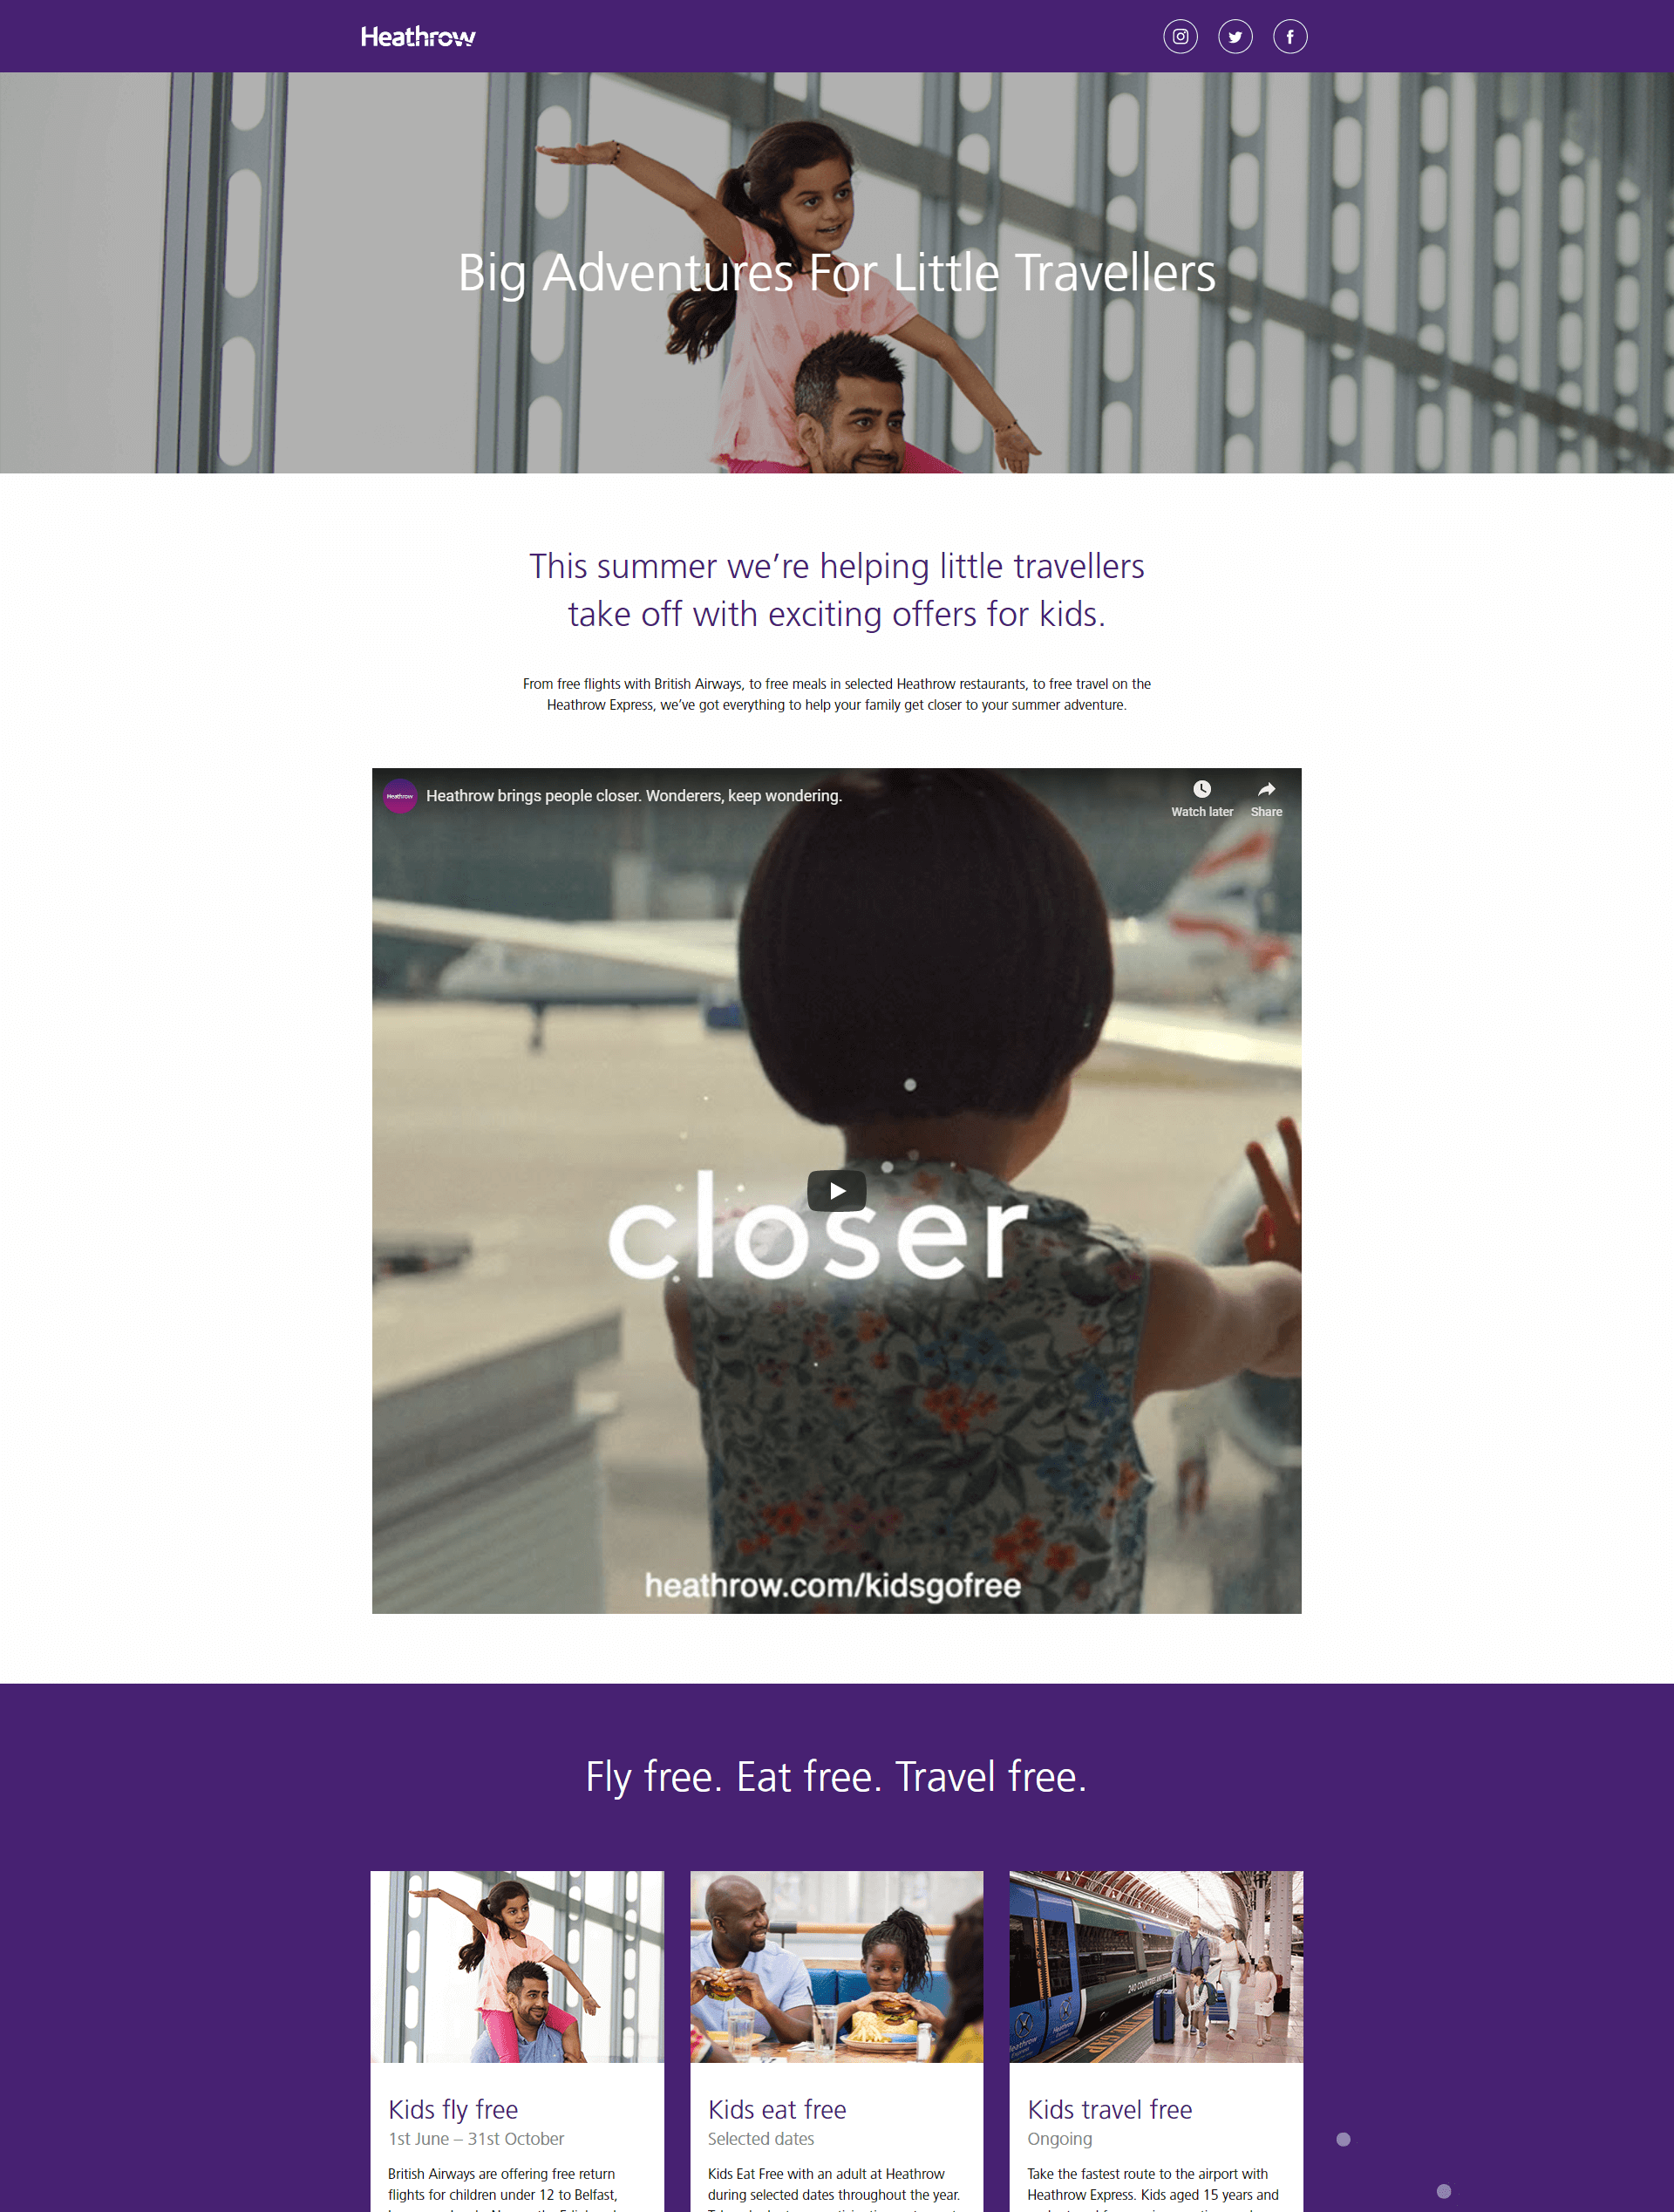 Heathrow
Big Adventures For Little Travellers
This summer we’re helping little travellers
take off with exciting offers for kids.
From free flights with British Airways, to free meals in selected Heathrow restaurants, to free travel on the
Heathrow Express, we’ve got everything to help your family get closer to your summer adventure.
Heathrow
Heathrow brings people closer. Wonderers, keep wondering.
Watch later
Share
closer
heathrow.com/kidsgofree
Fly free. Eat free. Travel free.
Kids fly free
1st June – 31st October
British Airways are offering free return
flights for children under 12 to Belfast,
Kids eat free
Selected dates
Kids Eat Free with an adult at Heathrow
during selected dates throughout the year.
Heathrow
Express
Kids travel free
Ongoing
Take the fastest route to the airport with
Heathrow Express. Kids aged 15 years and